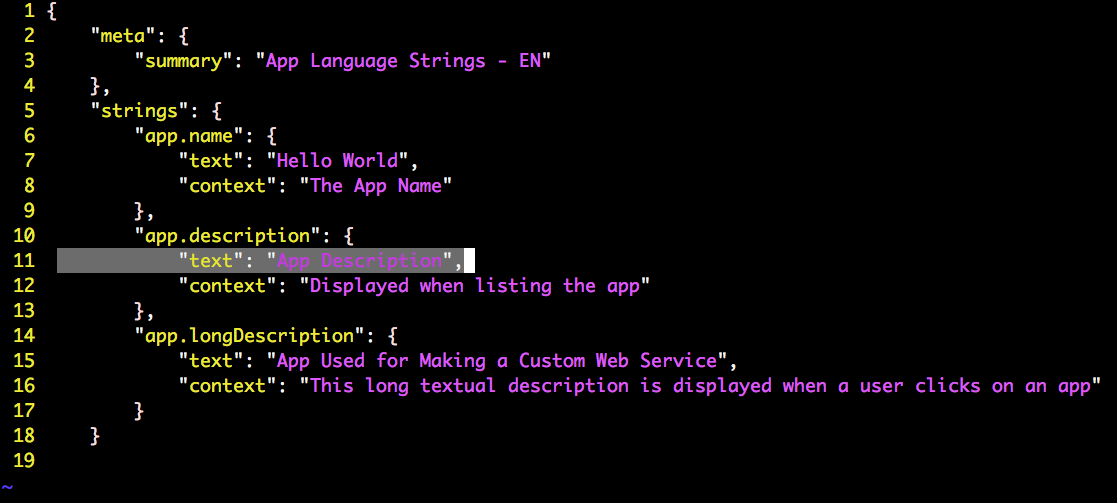 1 {
2     "meta": {
3         "summary": "App Language Strings - EN"
4     },
5     "strings": {
6         "app.name": {
7             "text": "Hello World",
8             "context": "The App Name"
9         },
10         "app.description": {
11             "text": "App Description",
12             "context": "Displayed when listing the app"
13         },
14         "app.longDescription": {
15             "text": "App Used for Making a Custom Web Service",
16             "context": "This long textual description is displayed when a user clicks on an app"
17         }
18     }
19
~